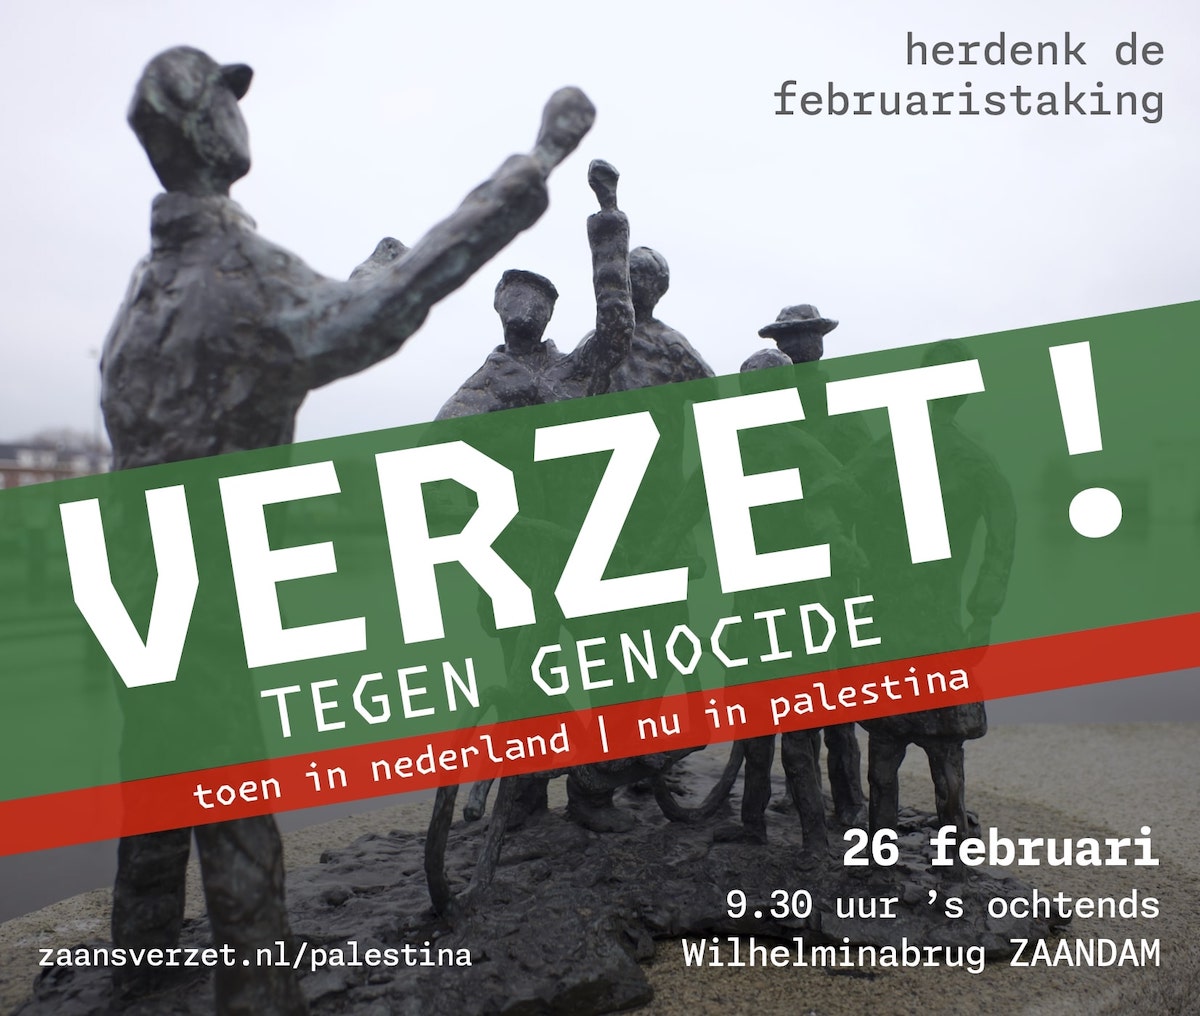 herdenk de
februaristaking
VERZET!
TEGEN GENOCIDE
toen in nederland | nu in palestina
26 februari
9.30 uur ’s ochtends
Wilhelminabrug ZAANDAM
zaansverzet.nl/palestina